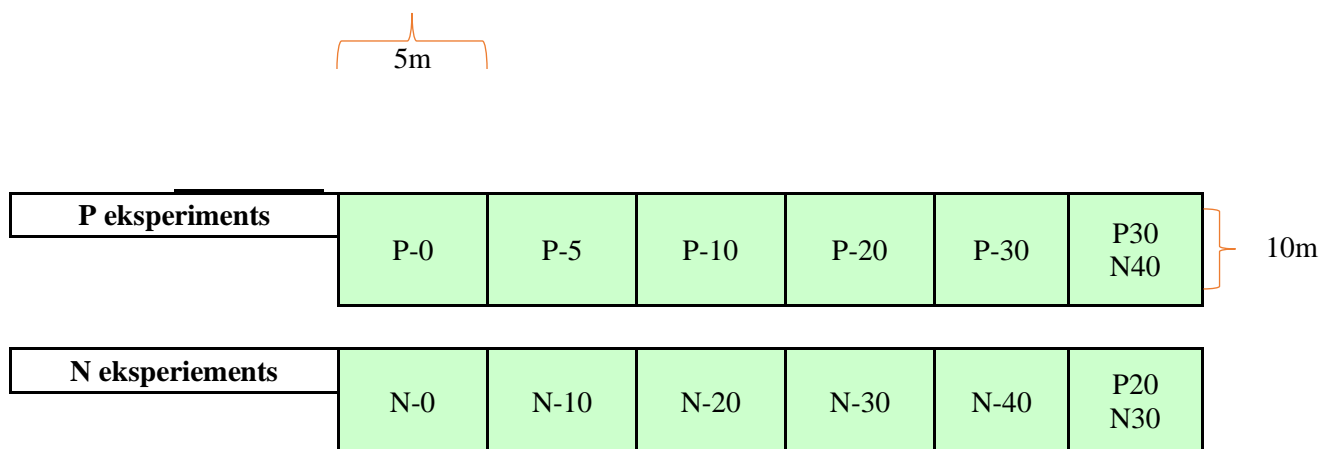 5m
P eksperiments
P-0
P-5
P-10
P-20
P-30
P30
N40
10m
N eksperiements
N-0
N-10
N-20
N-30
N-40
P20
N30